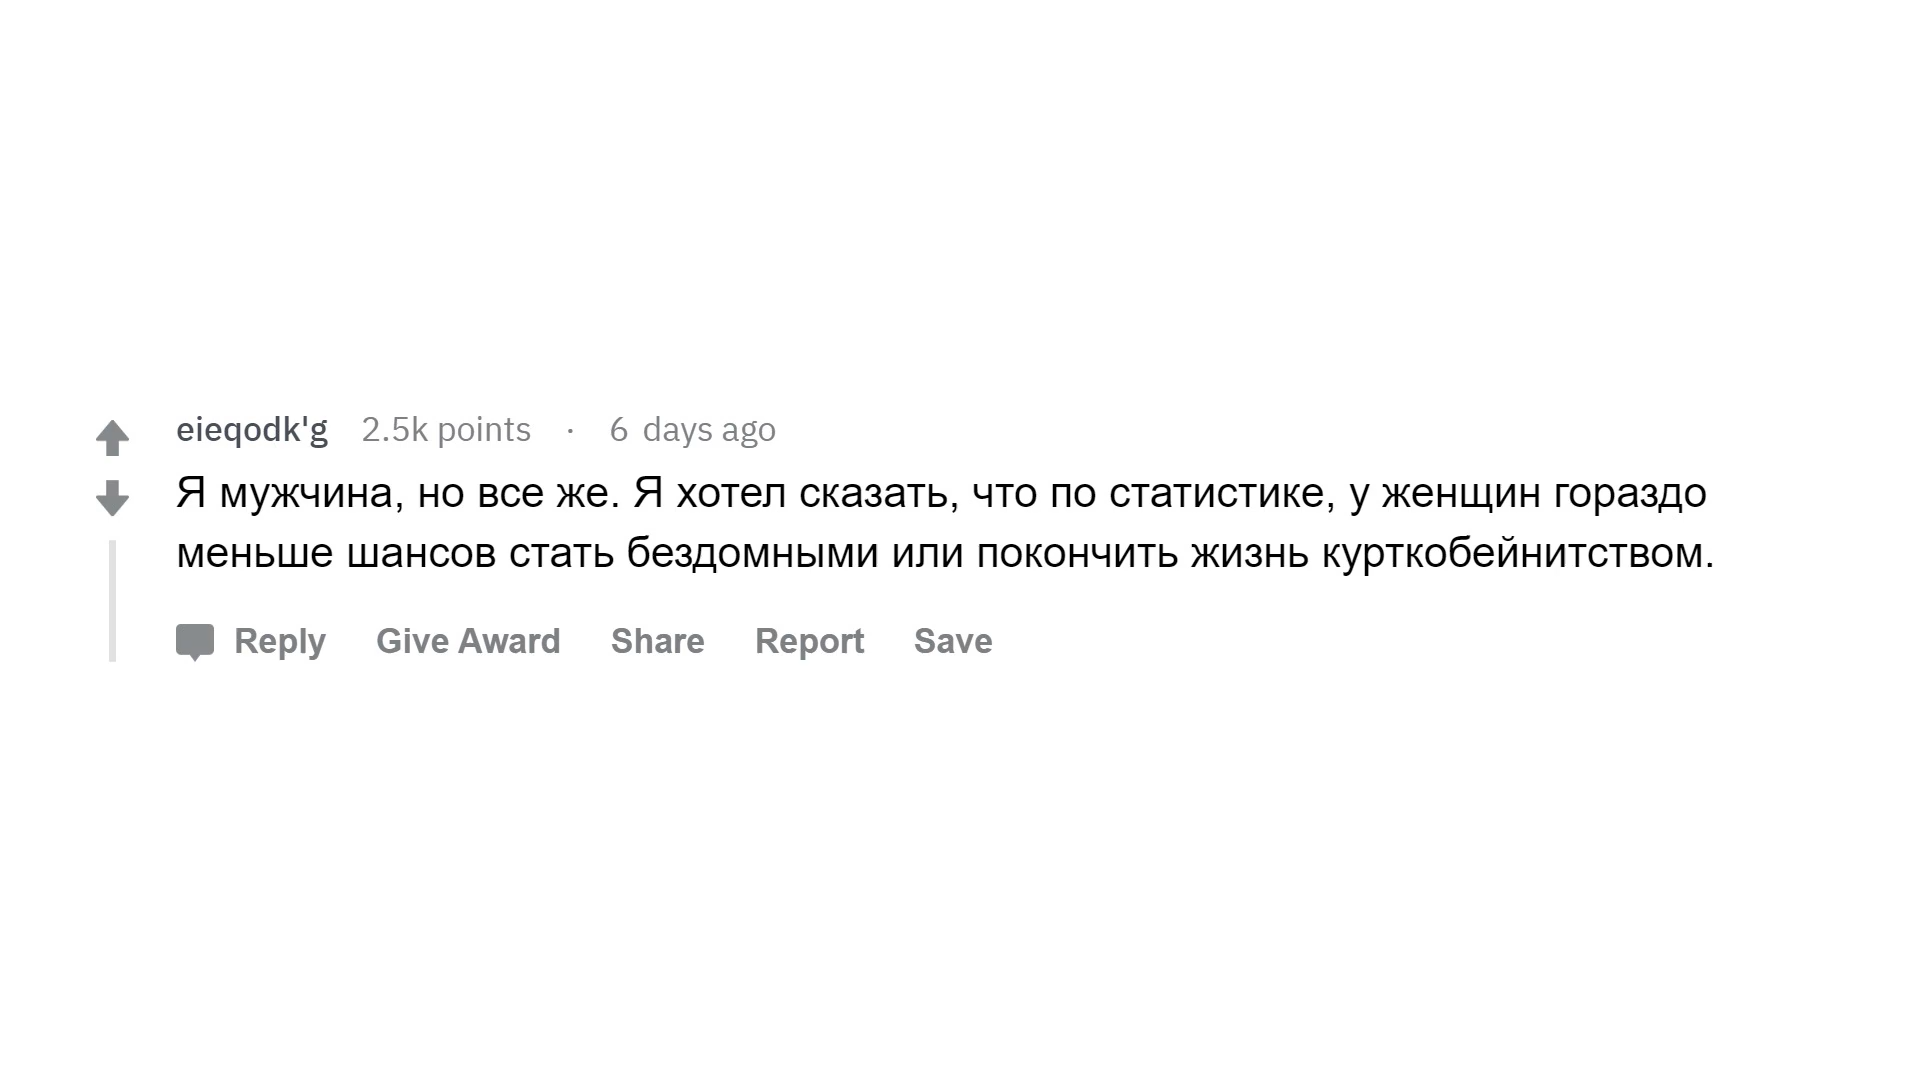 eieqodk'g 2.5k points · 6 days ago
Я мужчина, но все же. Я хотел сказать, что по статистике, у женщин гораздо
меньше шансов стать бездомными или покончить жизнь курткобейнитством.
Reply Give Award Share Report Save